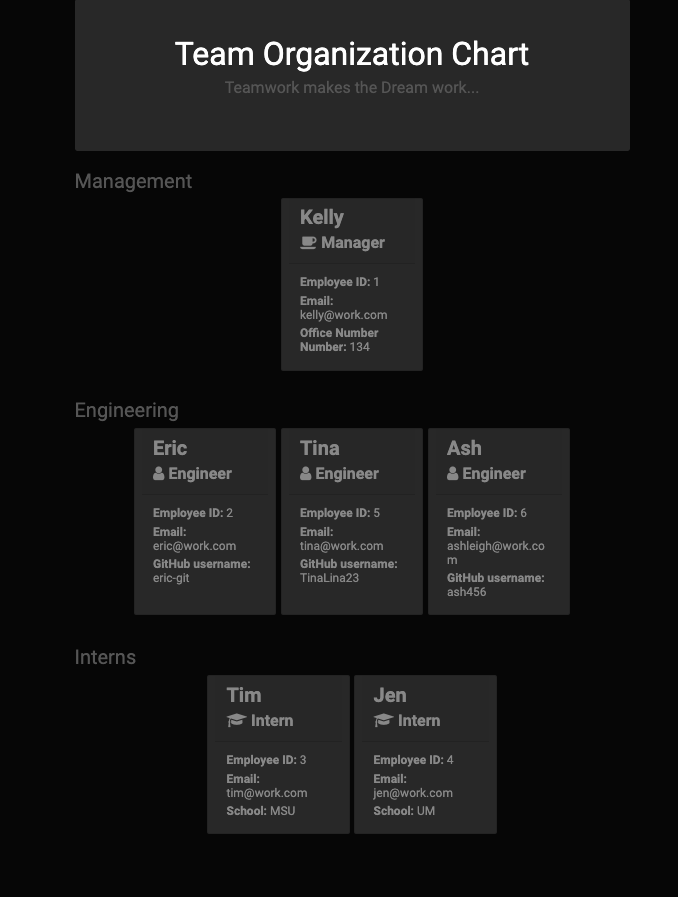 Team Organization Chart
Teamwork makes the Dream work...
Management
Kelly
Manager
Employee ID: 1
Email:
kelly@work.com
Office Number
Number: 134
Engineering
Eric
Engineer
Employee ID: 2
Email:
eric@work.com
GitHub username:
eric-git
Tina
Engineer
Employee ID: 5
Email:
tina@work.com
GitHub username:
TinaLina23
Ash
Engineer
Employee ID: 6
Email:
ashleigh@work.co
m
GitHub username:
ash456
Interns
Tim
Intern
Employee ID: 3
Email:
tim@work.com
School: MSU
Jen
Intern
Employee ID: 4
Email:
jen@work.com
School: UM